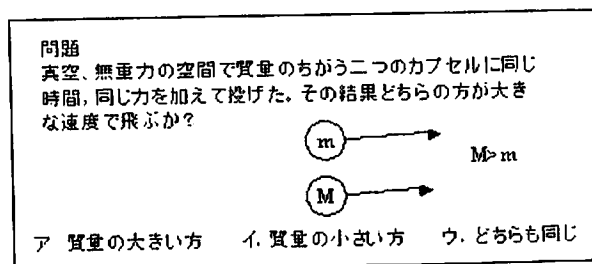 問題
真空、無重力の空間で質量のちがう二つのカプセルに同じ
時間,同じ力を加えて投げた。その結果どちらの方が大き
な速度で飛ぶか?
m
M>m
M
ア 質量の大きい方 イ.質量の小さい方 ウ.どちらも同じ